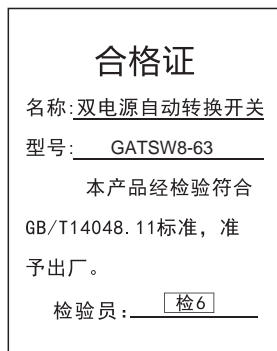 合格证
名称:双电源自动转换开关
型号: GATSW8-63
本产品经检验符合
GB/T14048.11标准，准
予出厂。
检验员: 检6